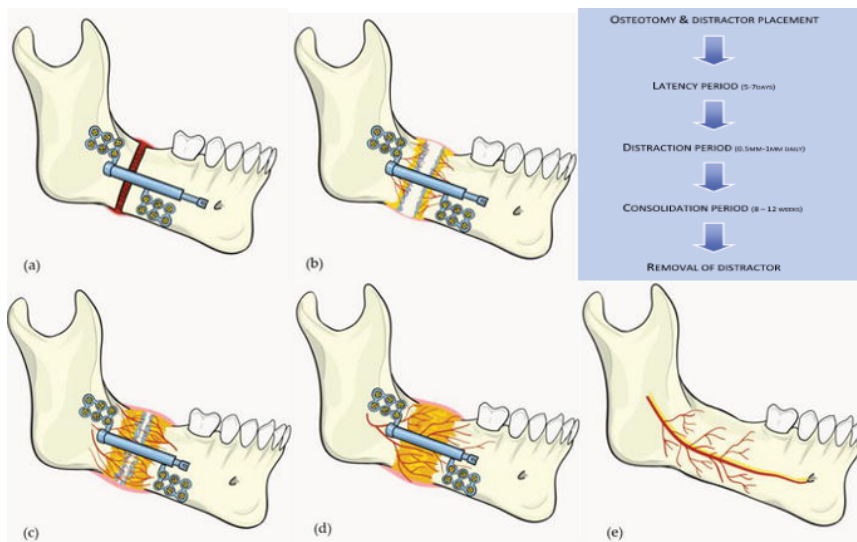 OSTEOTOMY & DISTRACTOR PLACEMENT
LATENCY PERIOD (5-7DAYS)
DISTRACTION PERIOD (0.5MM-1MM DAILY)
CONSOLIDATION PERIOD (8 – 12 WEEKS)
REMOVAL OF DISTRACTOR
(a)
(b)
(c)
(d)
(e)